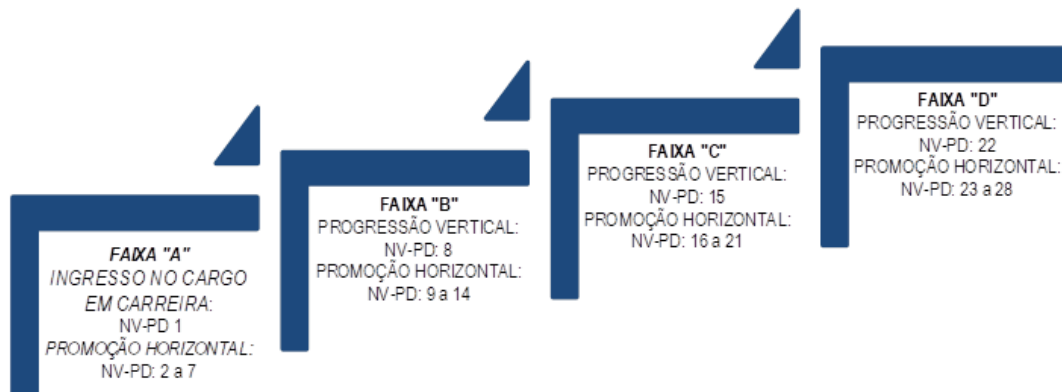 FAIXA "A"
INGRESSO NO CARGO
EM CARREIRA:
NV-PD 1
PROMOÇÃO HORIZONTAL:
NV-PD: 2 a 7
FAIXA "B"
PROGRESSÃO VERTICAL:
NV-PD: 8
PROMOÇÃO HORIZONTAL:
NV-PD: 9 a 14
FAIXA "C"
PROGRESSÃO VERTICAL:
NV-PD: 15
PROMOÇÃO HORIZONTAL:
NV-PD: 16 a 21
FAIXA "D"
PROGRESSÃO VERTICAL:
NV-PD: 22
PROMOÇÃO HORIZONTAL:
NV-PD: 23 a 28